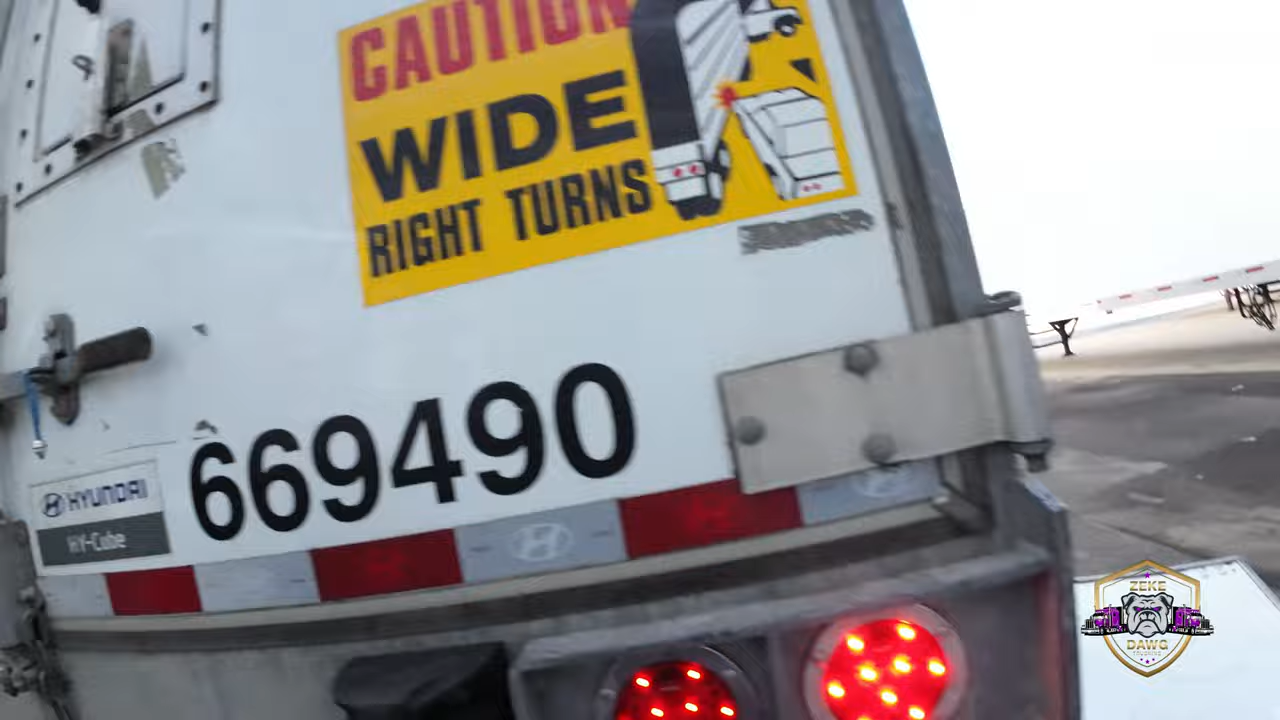 CAUTION
WIDE
RIGHT TURNS
669490
HYUNDAI
HY-Cube
ZEKE
DAWG